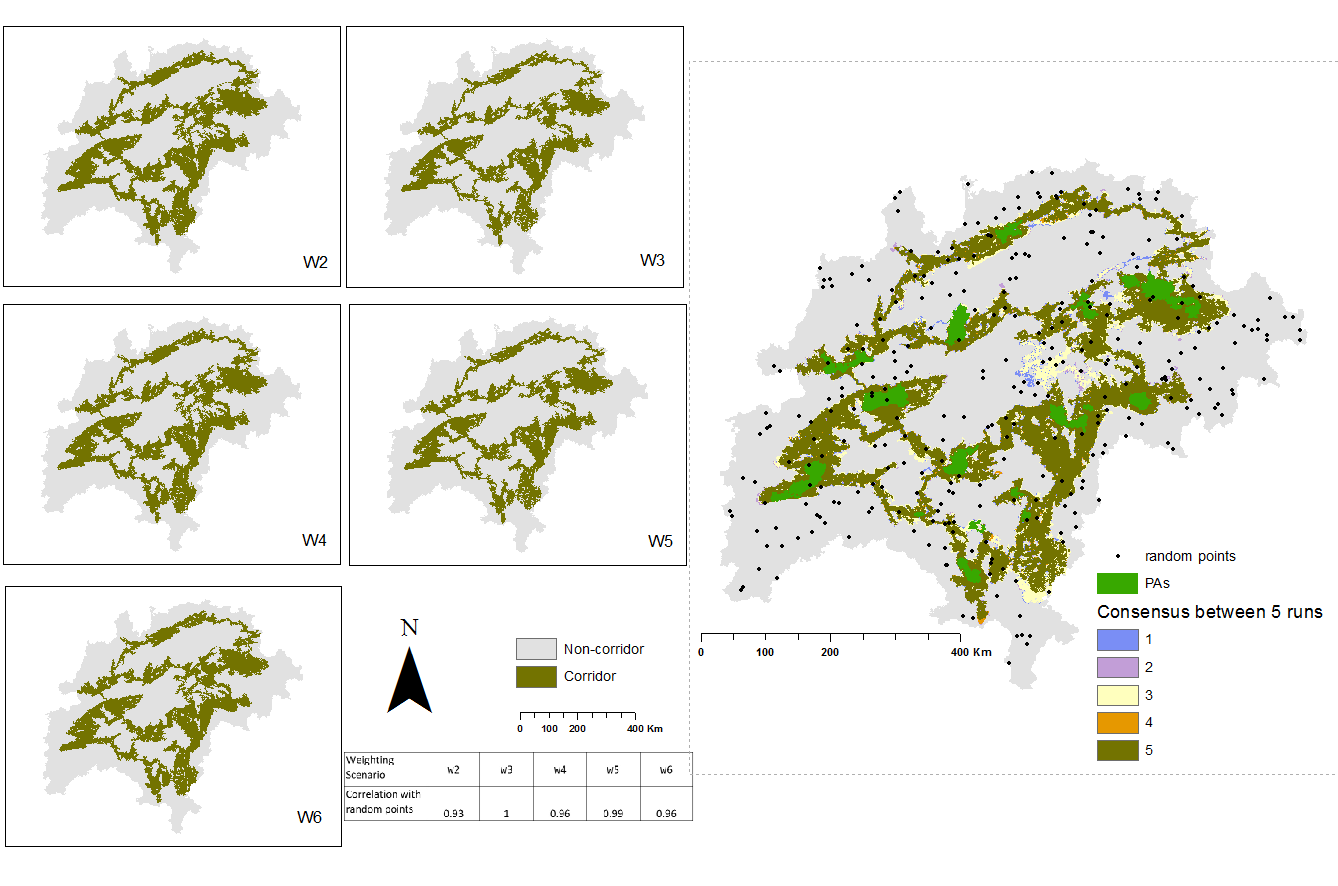 W2
W3
W4
W5
W6
N
Non-corridor
Corridor
0 100 200 400 Km
Weighting
Scenario
w2 w3 w4 w5 w6
Correlation with
random points
0.93 1 0.96 0.99 0.96
random points
PAs
Consensus between 5 runs
1
2
3
4
5
0 100 200 400 Km